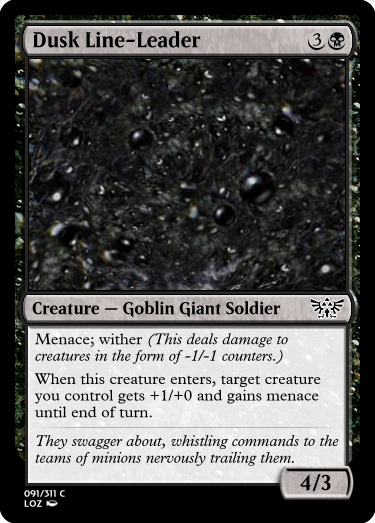 Dusk Line-Leader 3
Creature — Goblin Giant Soldier
Menace; wither (This deals damage to
creatures in the form of -1/-1 counters.)
When this creature enters, target creature
you control gets +1/+0 and gains menace
until end of turn.
They swagger about, whistling commands to the
teams of minions nervously trailing them.
4/3
091/311 C
LOZ